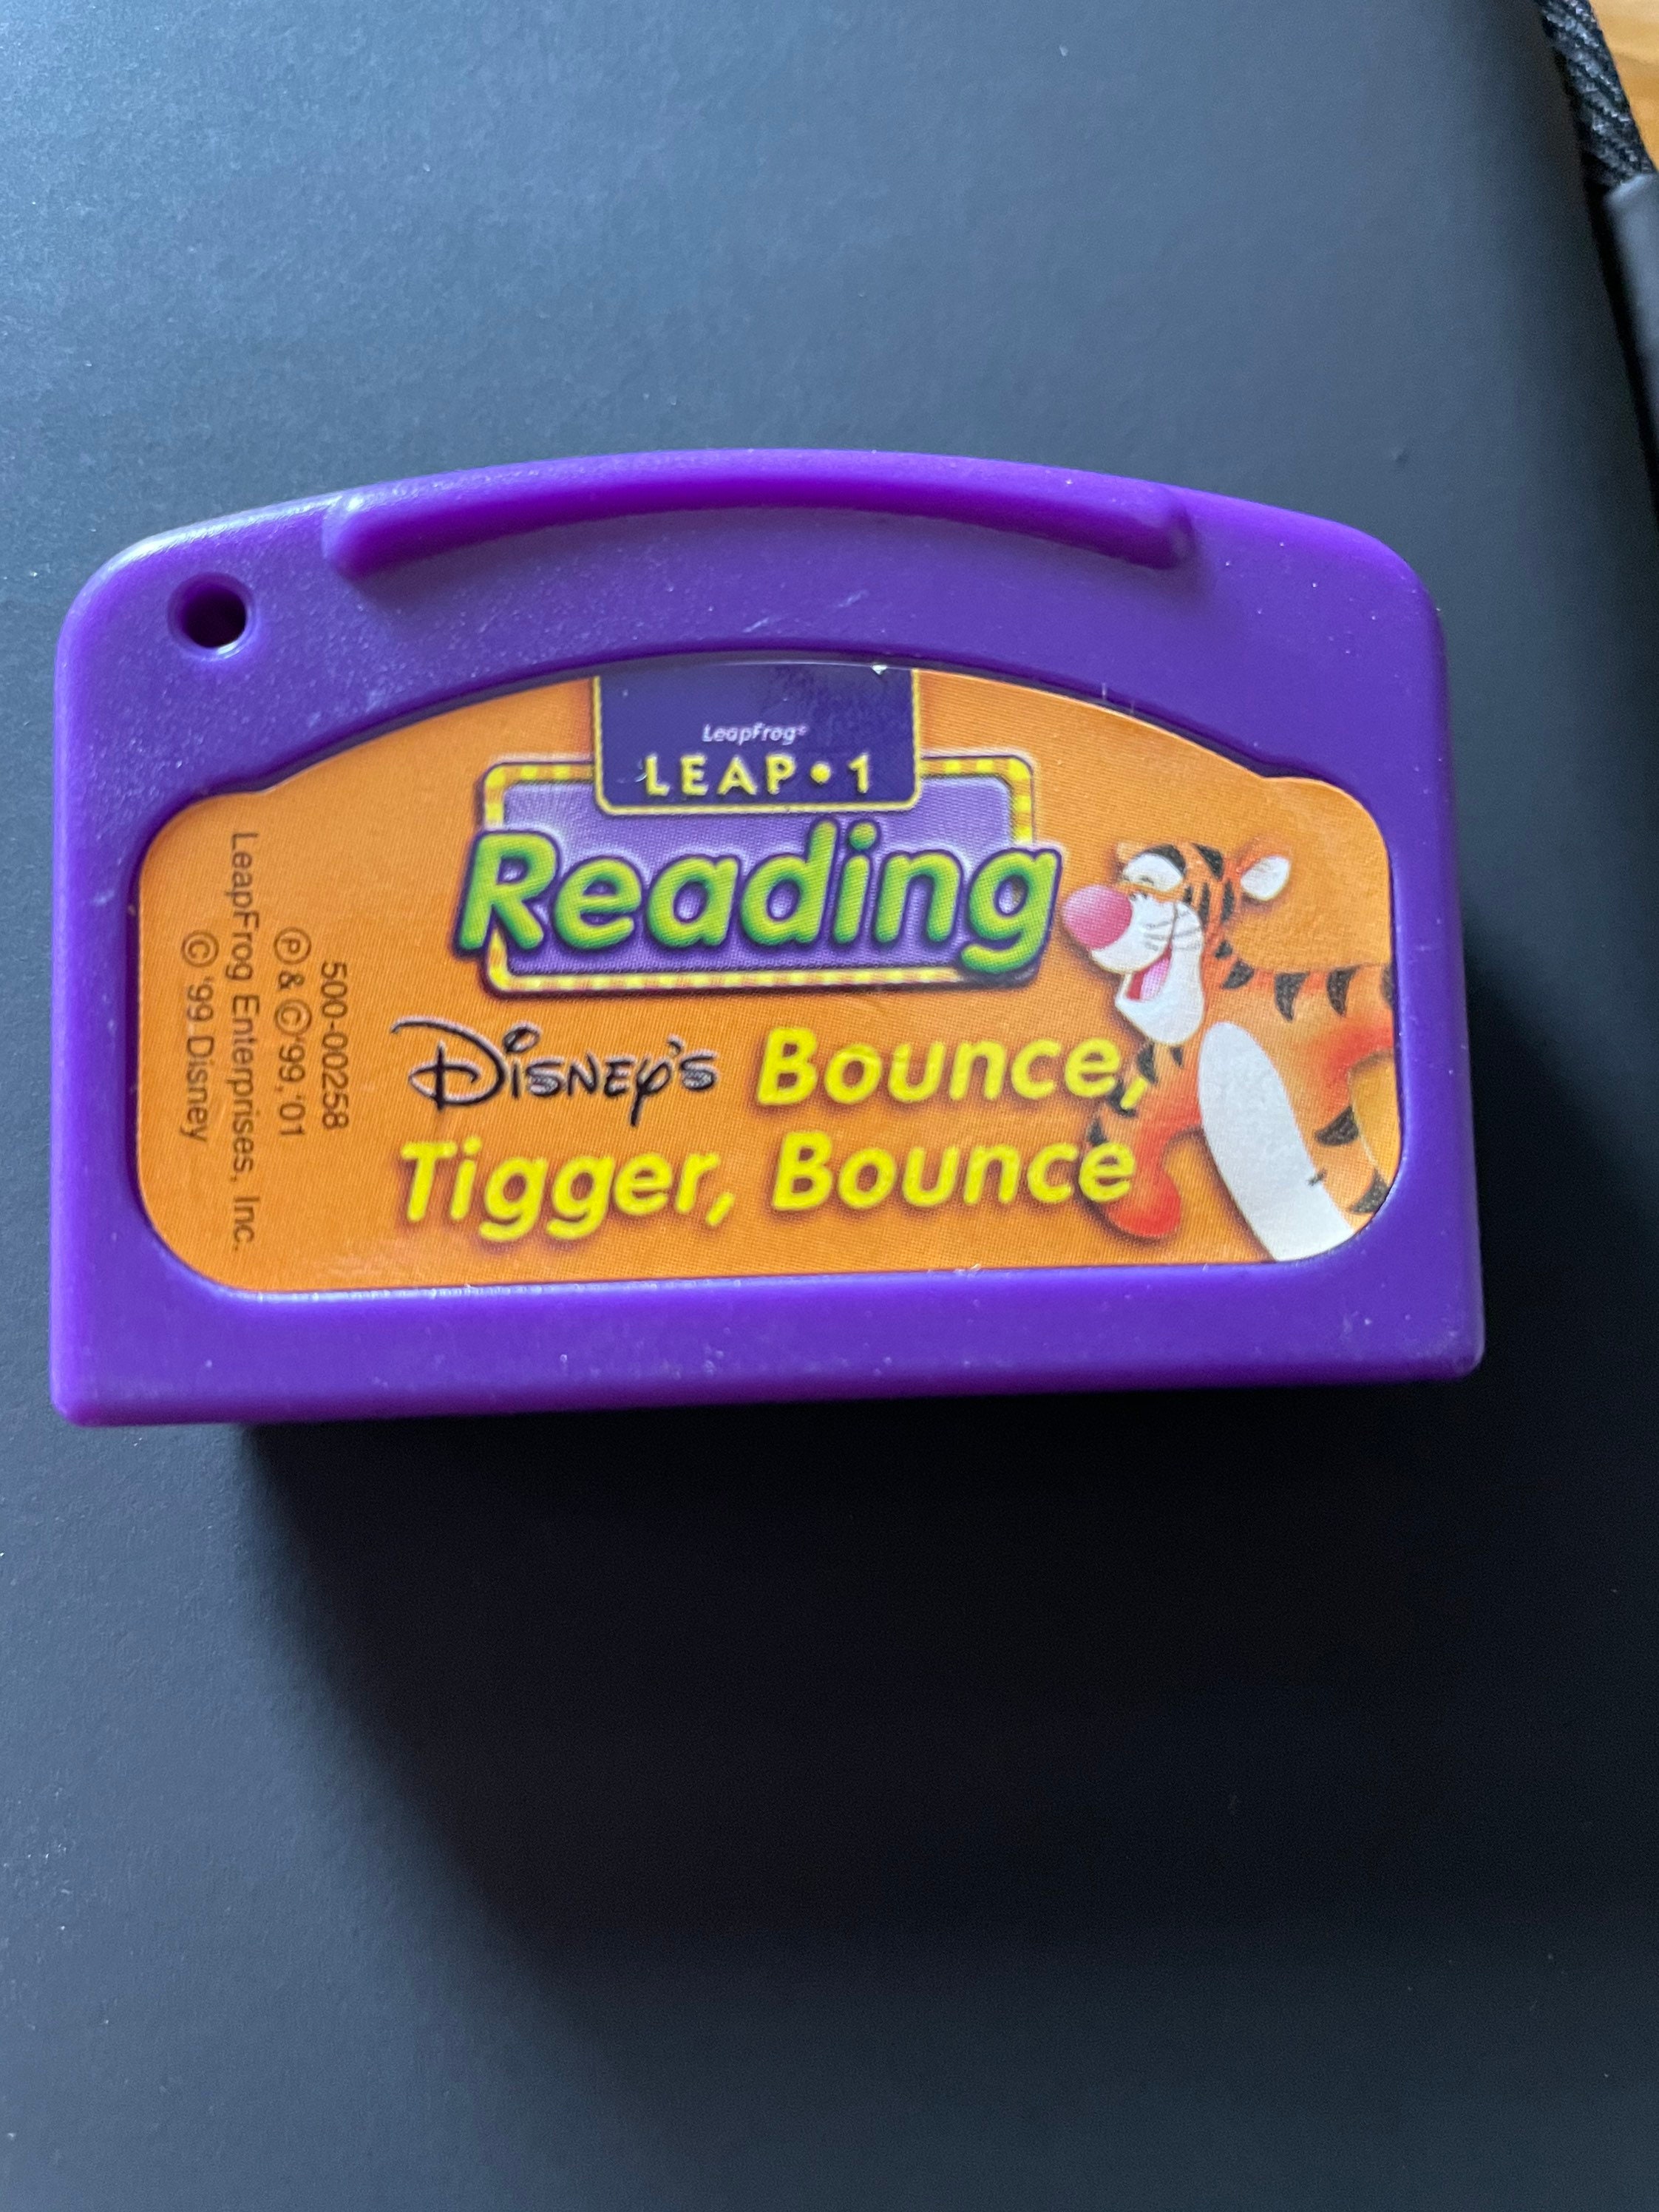 LeapFrog®
LEAP•1
Reading
Disney's Bounce,
Tigger, Bounce
500-00258
Ⓟ & © '99, '01
LeapFrog Enterprises, Inc.
© '99 Disney